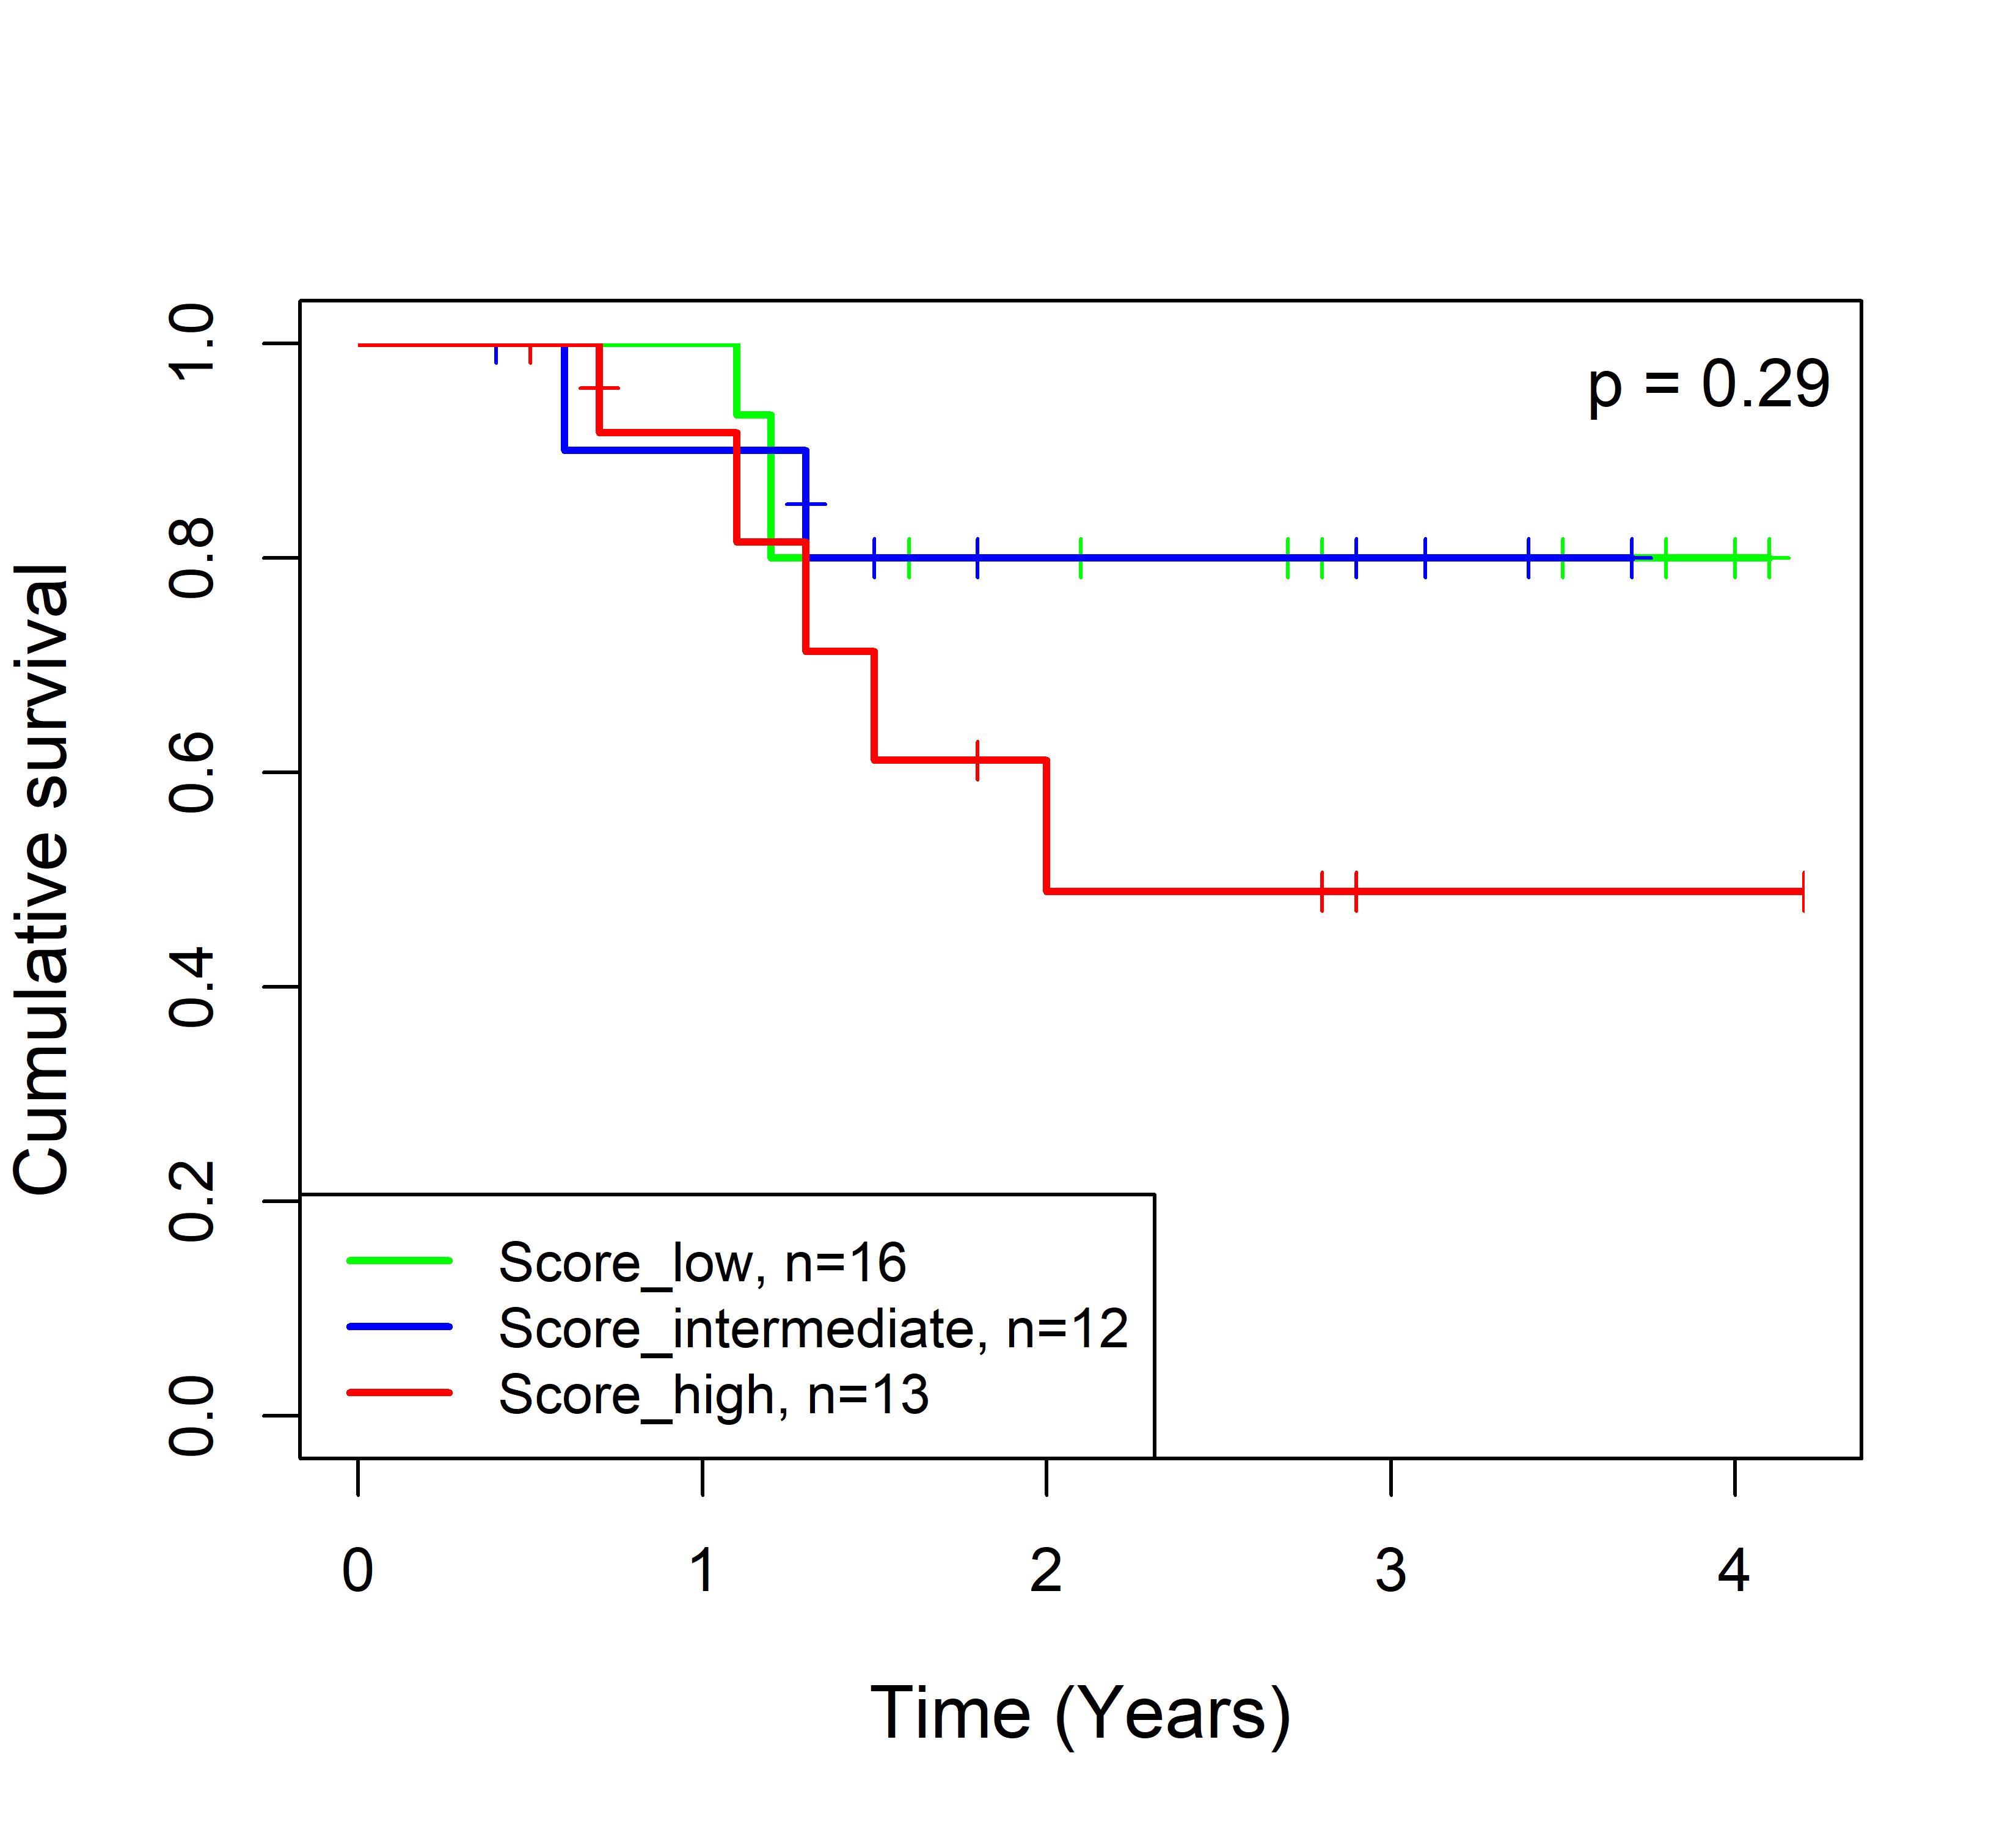 p = 0.29
Cumulative survival
1.0
0.8
0.6
0.4
0.2
0.0
Score_low, n=16
Score_intermediate, n=12
Score_high, n=13
0 1 2 3 4
Time (Years)